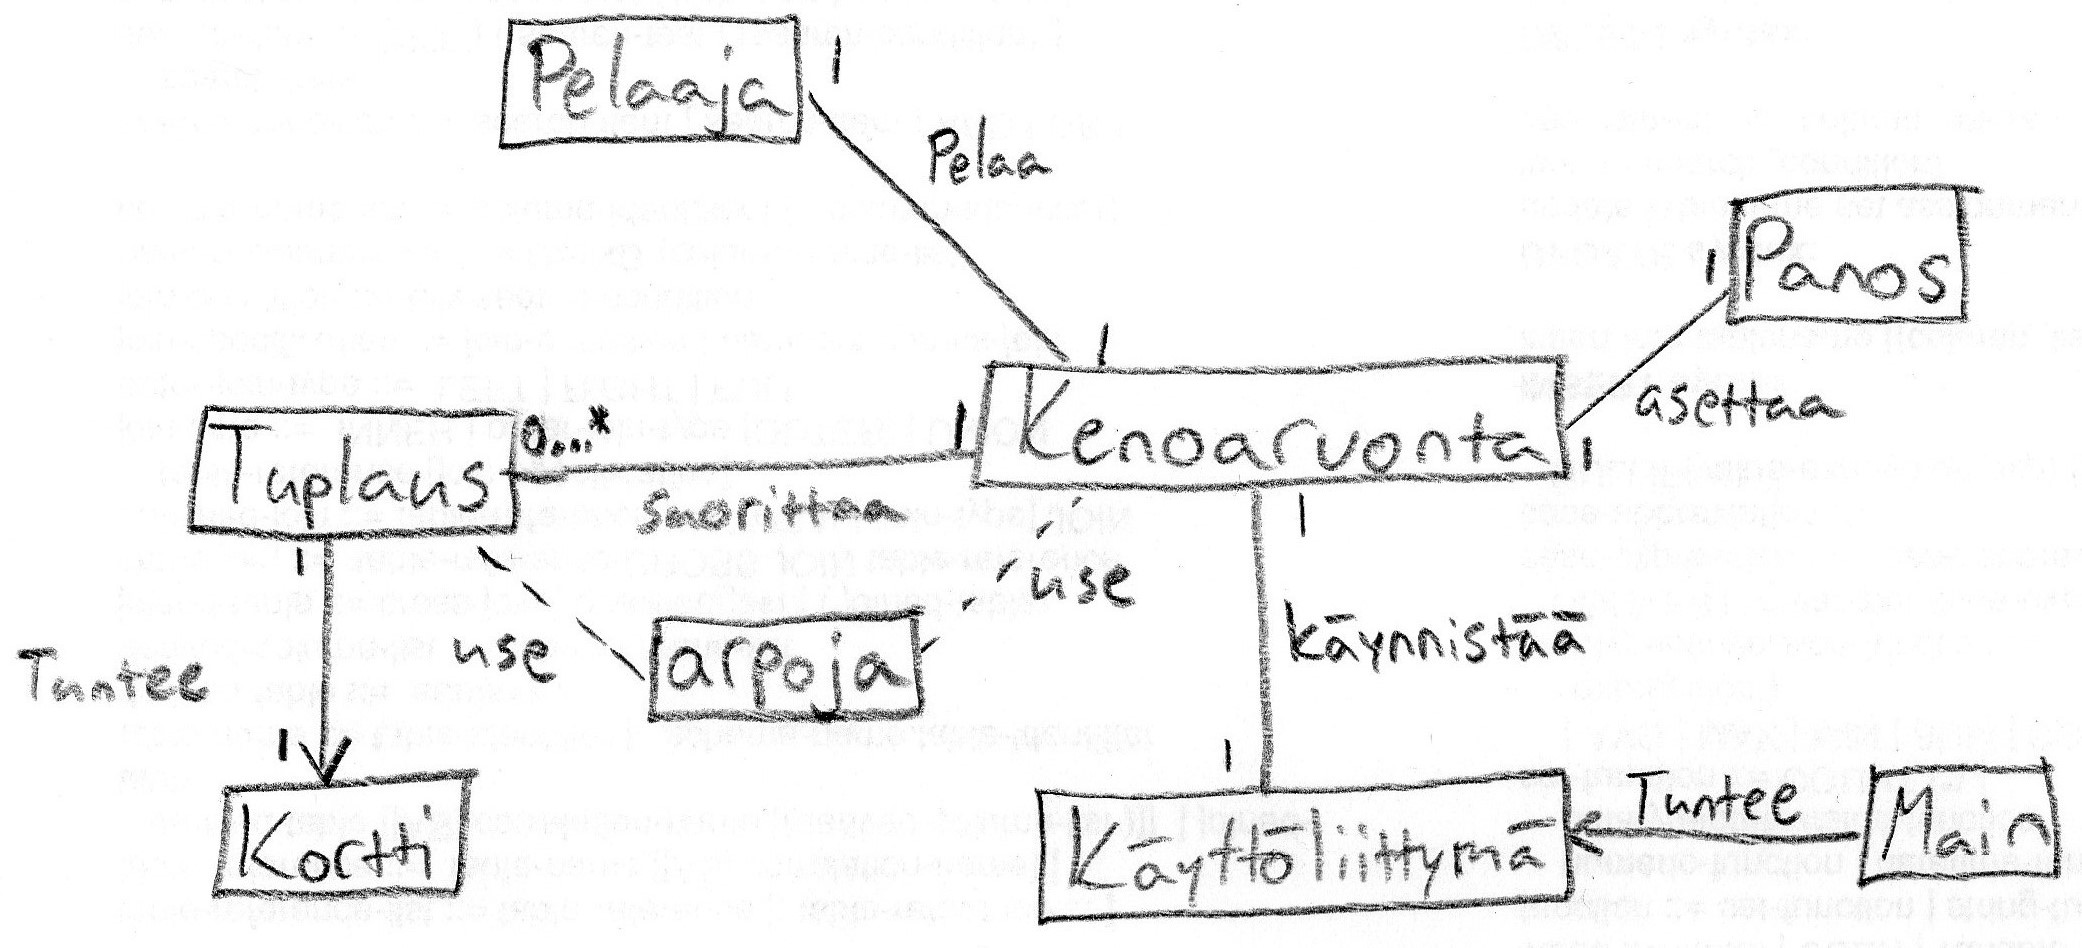 Pelaaja
1
Pelaa
Panos
1
asettaa
1
1
Kenoarvonta
1
0...*
Tuplaus
suorittaa
1
use
1
use
arpoja
käynnistää
Tuntee
1
1
Kortti
Käyttöliittymä
Tuntee
Main